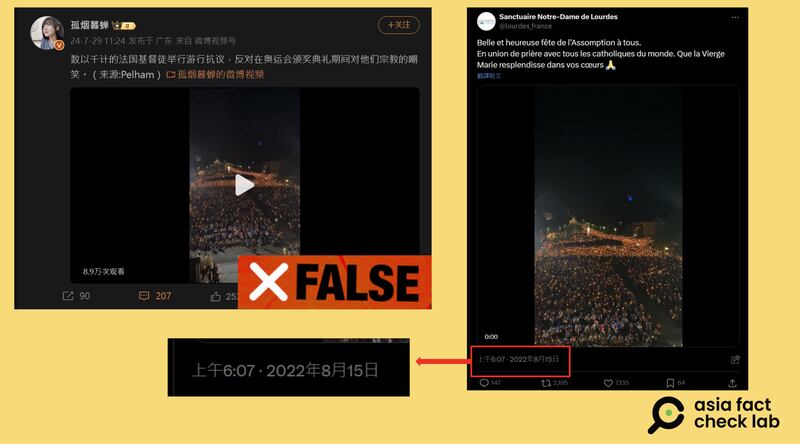 孤烟暮蝉
24-7-29 11:24 发布于 广东 来自 微博视频号
+关注
数以千计的法国基督徒举行游行抗议，反对在奥运会颁奖典礼期间对他们宗教的嘲
笑。（来源:Pelham）孤烟暮蝉的微博视频
8.9万次观看
90
207
FALSE
上午6:07 · 2022年8月15日
Sanctuaire Notre-Dame de Lourdes
@lourdes_france
Belle et heureuse fête de l'Assomption à tous.
En union de prière avec tous les catholiques du monde. Que la Vierge
Marie resplendisse dans vos cœurs 🙏
翻譯貼文
0:00
上午6:07 · 2022年8月15日
147
2,195
7,135
64
asia fact
check lab